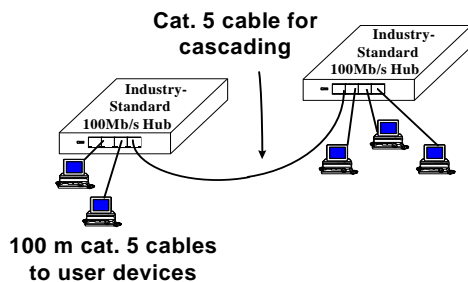 Cat. 5 cable for
cascading
Industry-
Standard
100Mb/s Hub
Industry-
Standard
100Mb/s Hub
100 m cat. 5 cables
to user devices